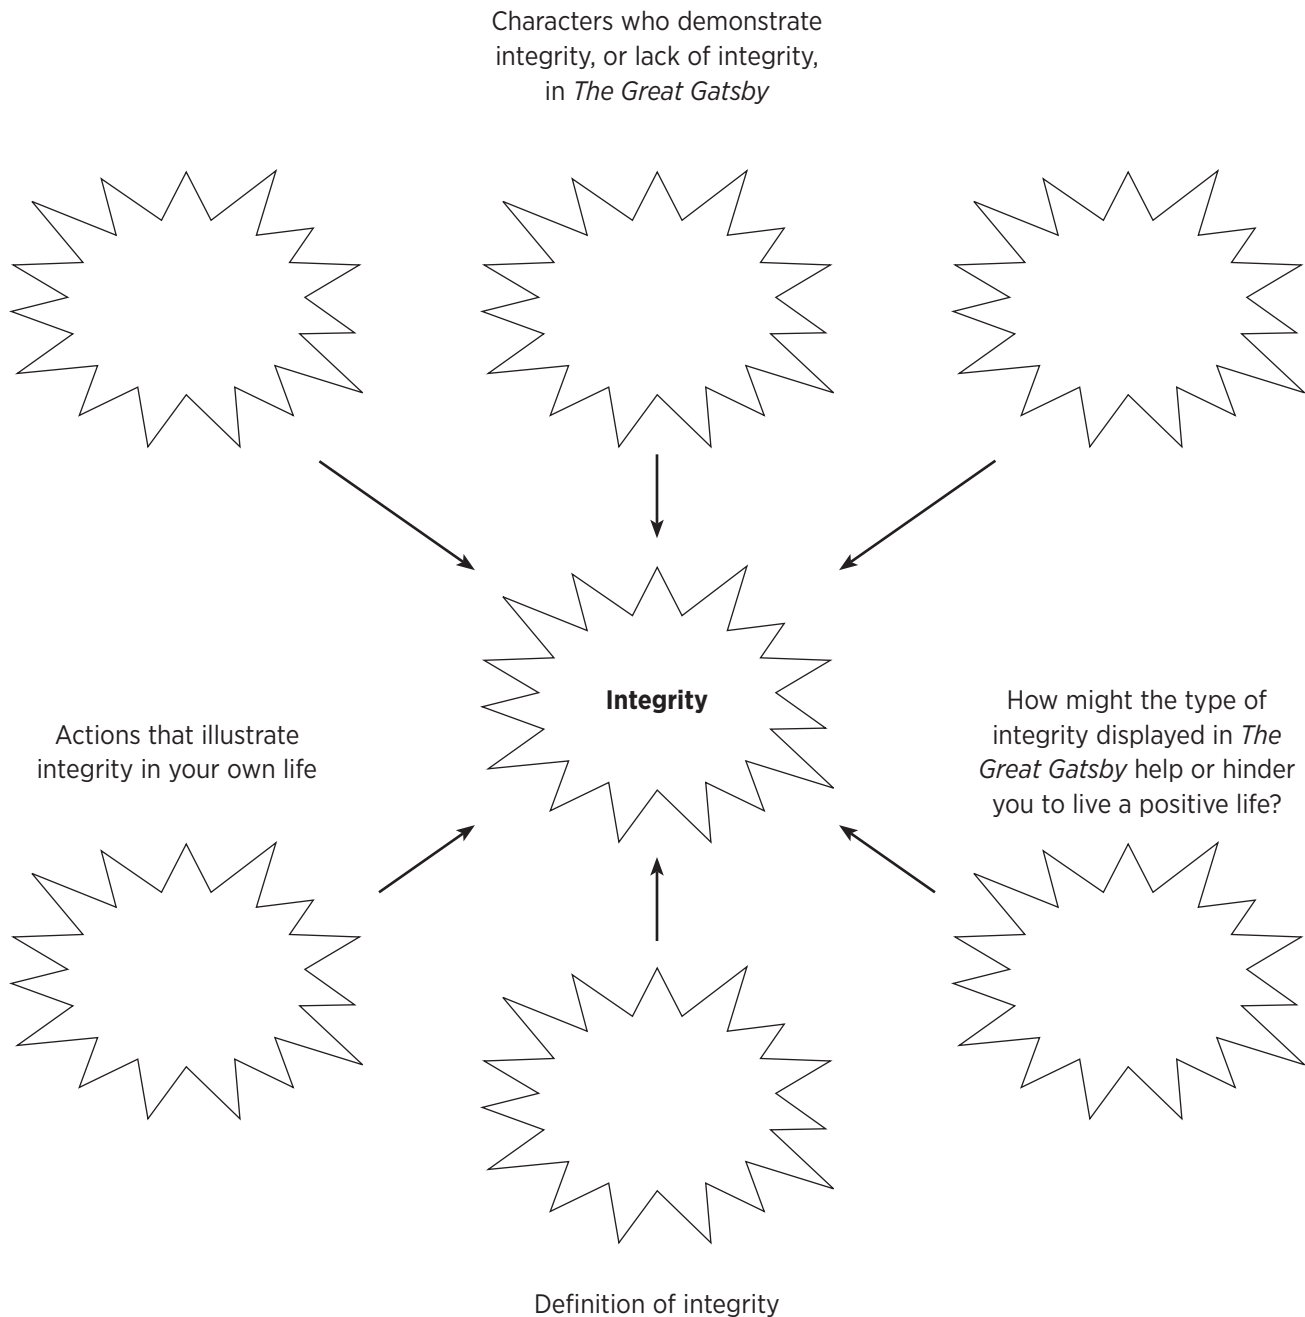 Characters who demonstrate
integrity, or lack of integrity,
in The Great Gatsby
Integrity
Actions that illustrate
integrity in your own life
How might the type of
integrity displayed in The
Great Gatsby help or hinder
you to live a positive life?
Definition of integrity